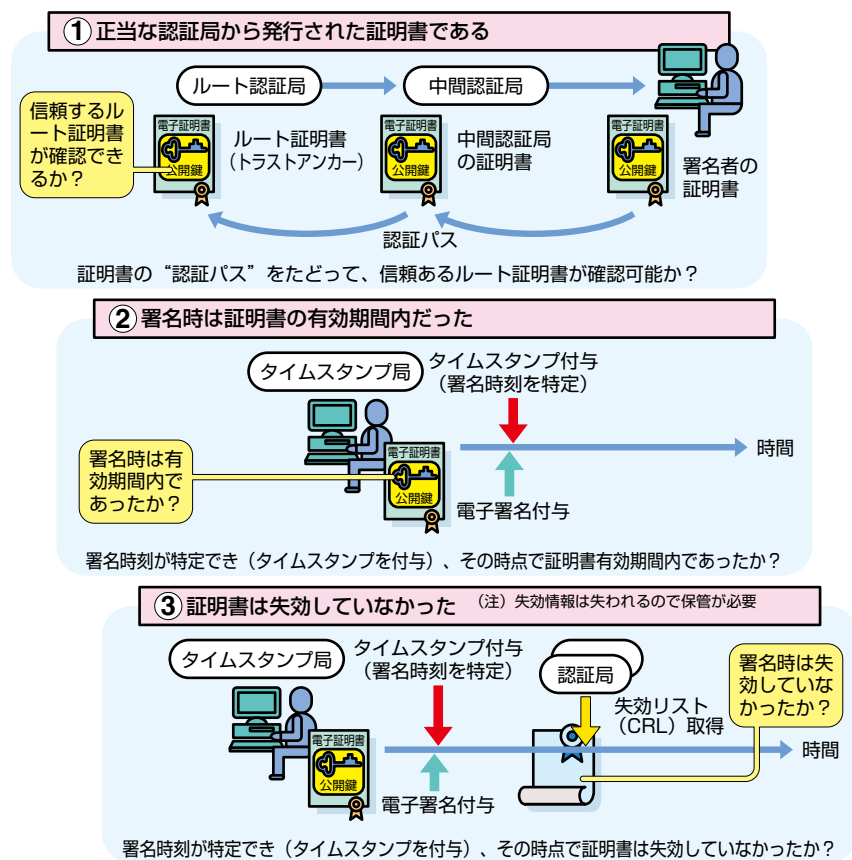 ① 正当な認証局から発行された証明書である
ルート認証局
中間認証局
信頼するル
ート証明書
が確認でき
るか？
電子証明書
公開鍵
ルート証明書
（トラストアンカー）
電子証明書
公開鍵
中間認証局
の証明書
電子証明書
公開鍵
署名者の
証明書
認証パス
証明書の“認証パス”をたどって、信頼あるルート証明書が確認可能か？
② 署名時は証明書の有効期間内だった
タイムスタンプ局
タイムスタンプ付与
（署名時刻を特定）
時間
署名時は有
効期間内で
あったか？
電子証明書
公開鍵
電子署名付与
署名時刻が特定でき（タイムスタンプを付与）、その時点で証明書有効期間内であったか？
③ 証明書は失効していなかった （注）失効情報は失われるので保管が必要
タイムスタンプ局
タイムスタンプ付与
（署名時刻を特定）
認証局
署名時は失
効していな
かったか？
失効リスト
（CRL）取得
時間
電子証明書
公開鍵
電子署名付与
署名時刻が特定でき（タイムスタンプを付与）、その時点で証明書は失効していなかったか？